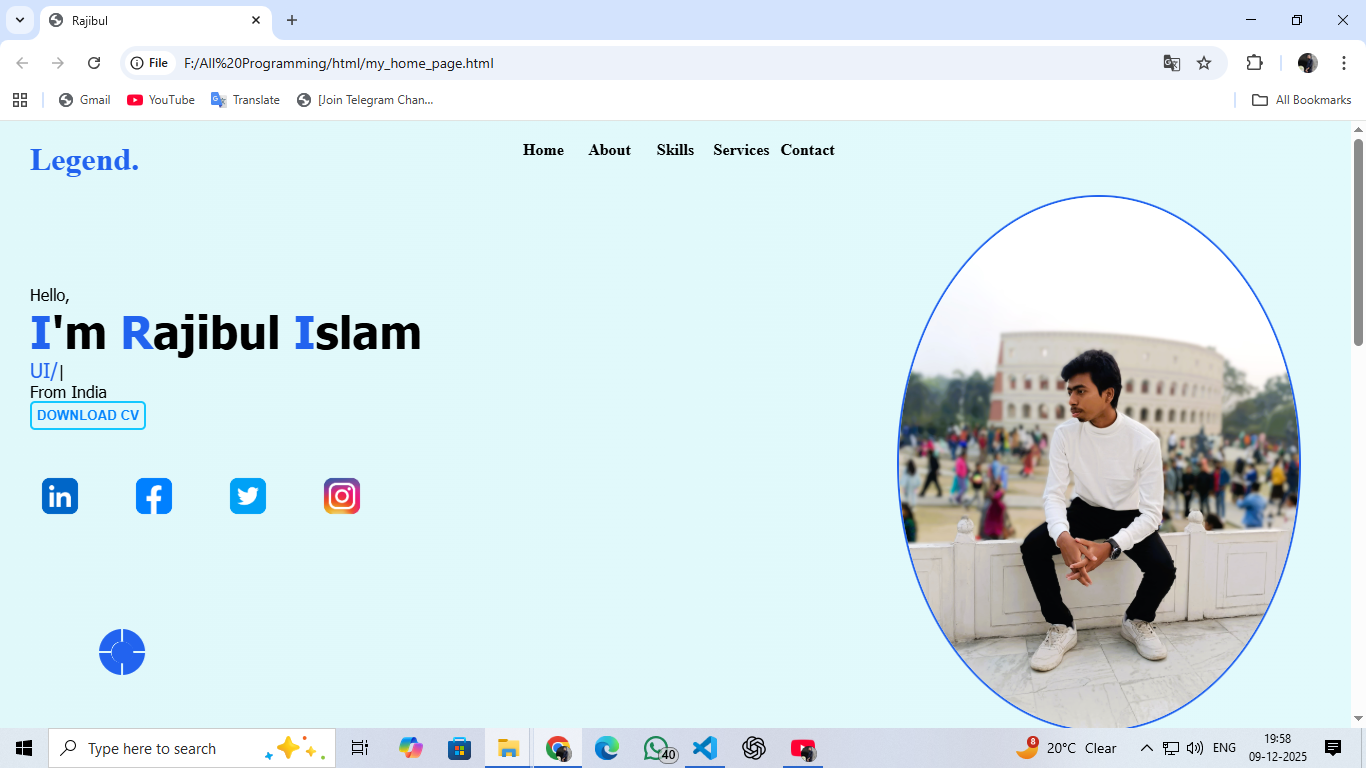 Rajibul
File
F:/All%20Programming/html/my_home_page.html
Gmail
YouTube
Translate
[Join Telegram Chan...
All Bookmarks
Legend.
Home About Skills Services Contact
Hello,
I'm Rajibul Islam
UI/|
From India
DOWNLOAD CV
in
Type here to search
40
8
20°C Clear
ENG
19:58
09-12-2025